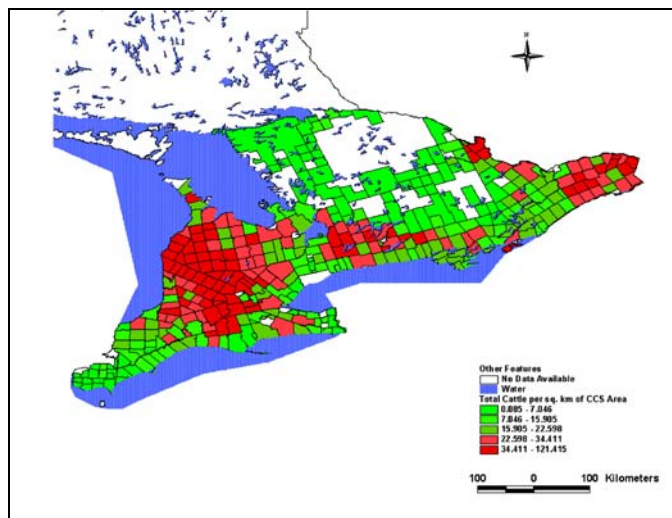 N
Other Features
No Data Available
Water
Total Cattle per sq. km of CCS Area
0.085 - 7.046
7.046 - 15.905
15.905 - 22.598
22.598 - 34.411
34.411 - 121.415
100 0 100 Kilometers